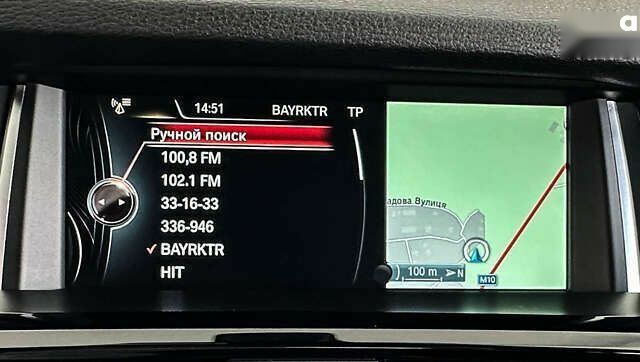 14:51 BAYRKTR TP
Ручной поиск
100,8 FM
102.1 FM
33-16-33
336-946
BAYRKTR
HIT
адова Вулиця
100 m N
M10
a